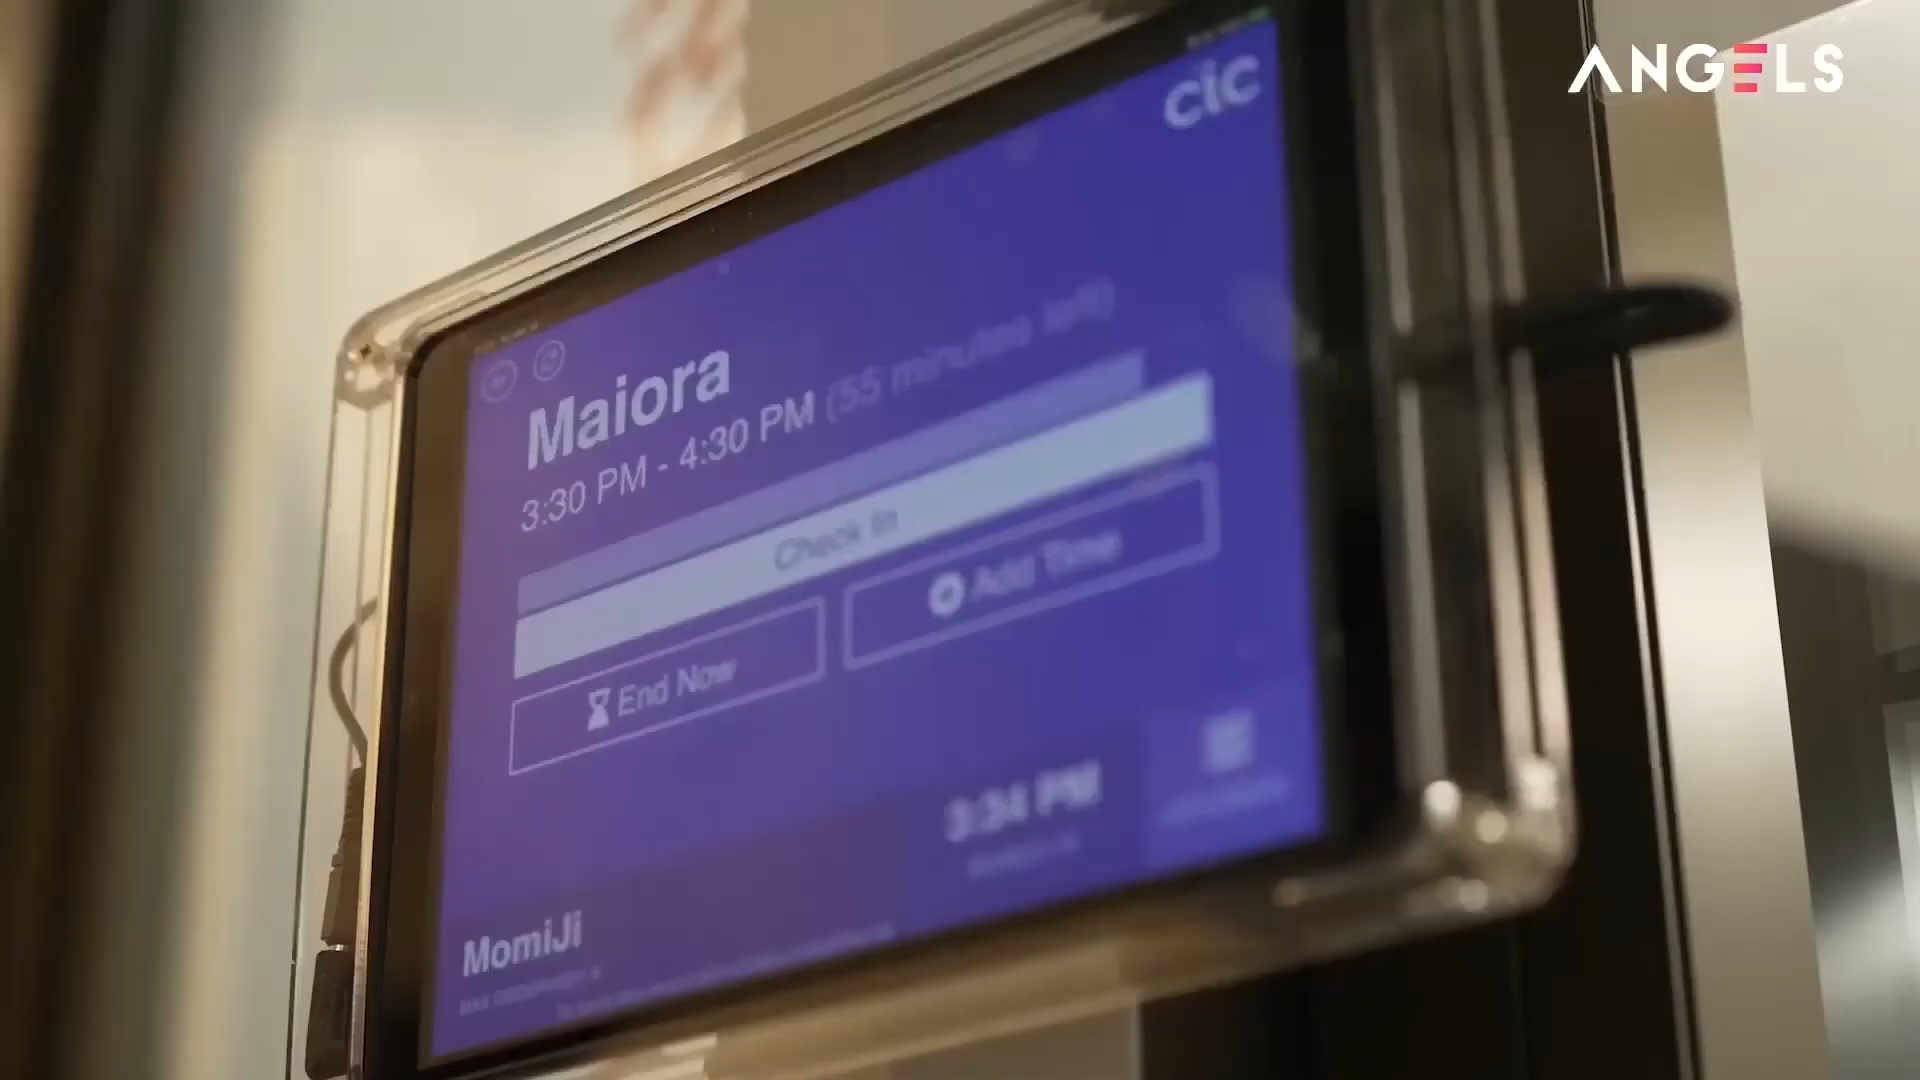 ANGELS
cic
Maiora
3:30 PM - 4:30 PM (55 minutes left)
Check In
End Now
Add Time
3:34 PM
MomiJi